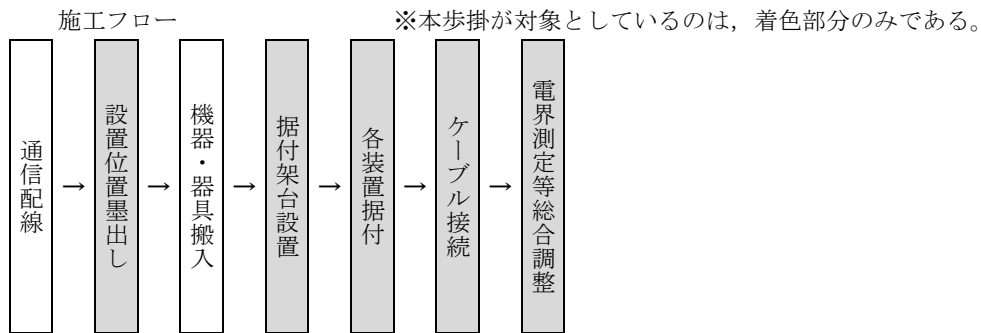 施工フロー
※本歩掛が対象としているのは，着色部分のみである。
通信配線
→
設置位置墨出し
→
機器・器具搬入
→
据付架台設置
→
各装置据付
→
ケーブル接続
→
電界測定等総合調整